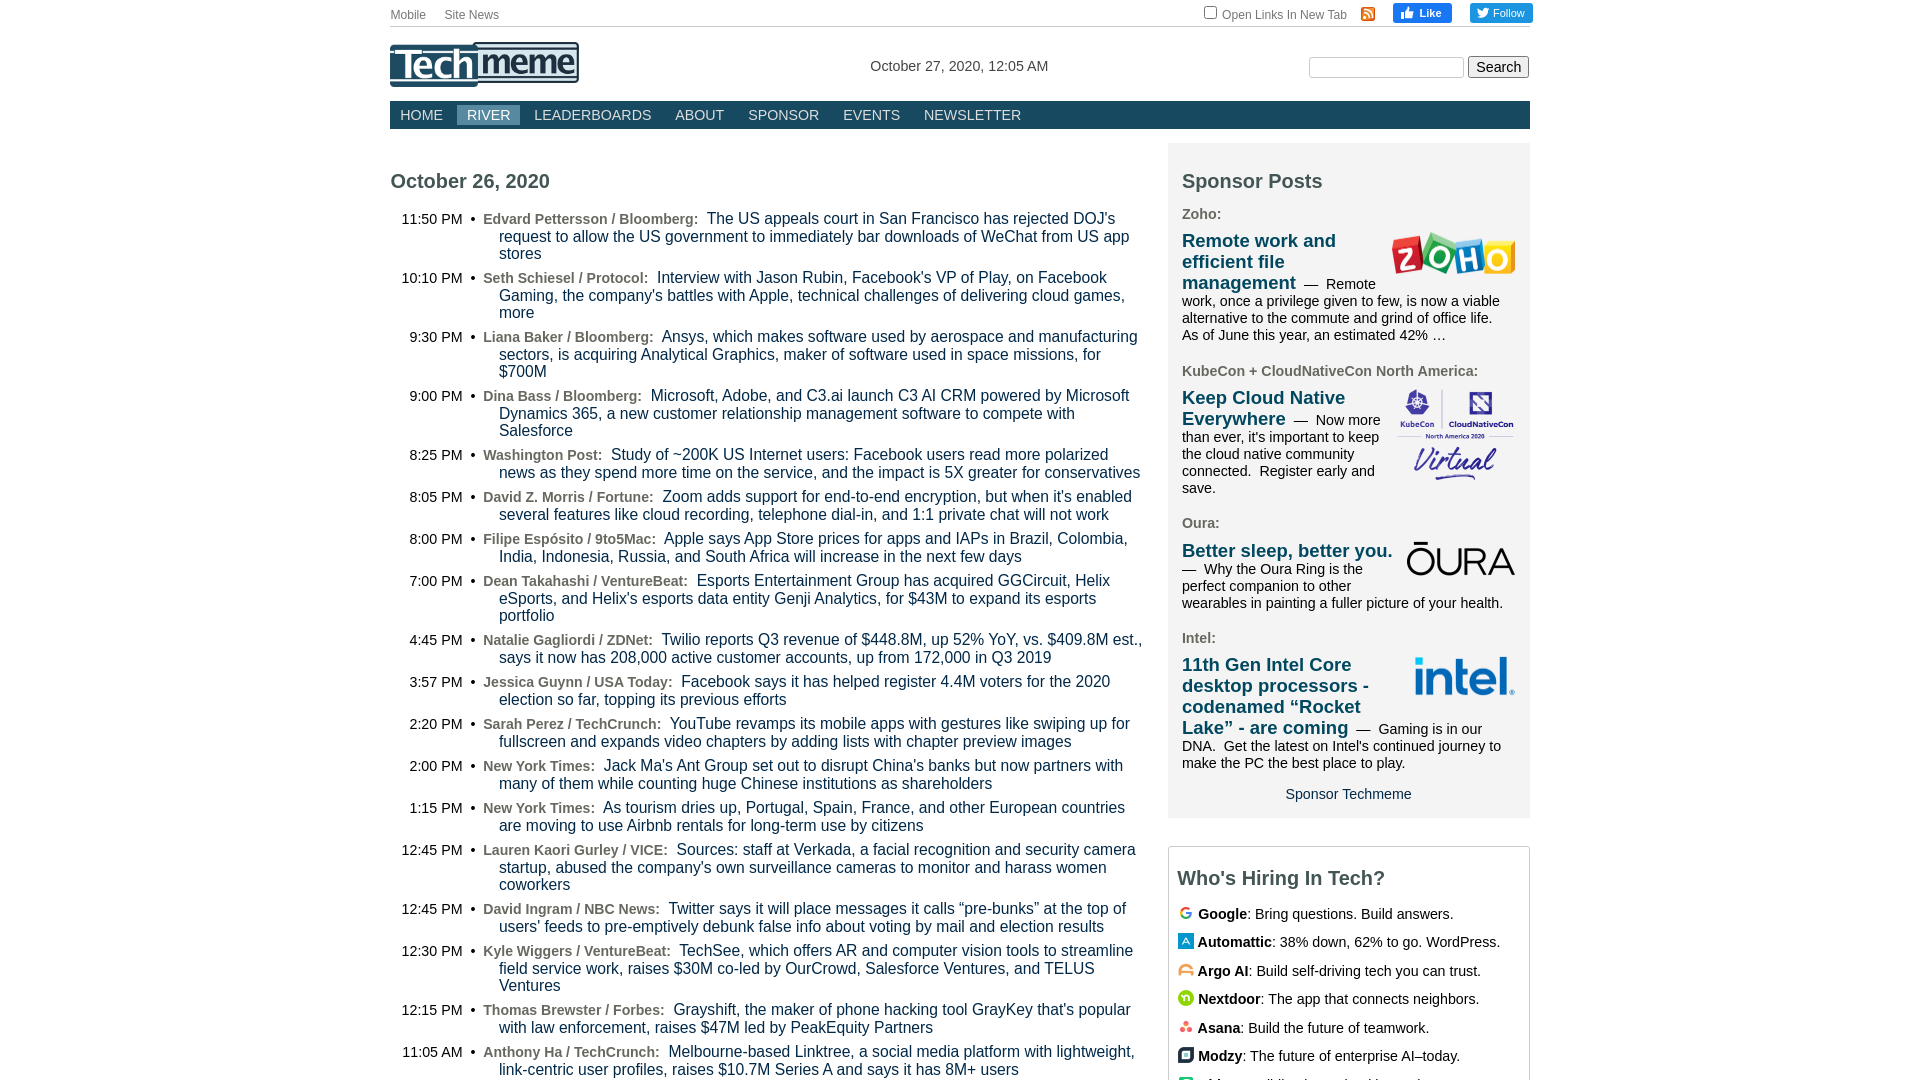 Mobile Site News Open Links In New Tab Like Follow
Techmeme October 27, 2020, 12:05 AM Search
HOME RIVER LEADERBOARDS ABOUT SPONSOR EVENTS NEWSLETTER
October 26, 2020
11:50 PM • Edvard Pettersson / Bloomberg: The US appeals court in San Francisco has rejected DOJ's
request to allow the US government to immediately bar downloads of WeChat from US app
stores
10:10 PM • Seth Schiesel / Protocol: Interview with Jason Rubin, Facebook's VP of Play, on Facebook
Gaming, the company's battles with Apple, technical challenges of delivering cloud games,
more
9:30 PM • Liana Baker / Bloomberg: Ansys, which makes software used by aerospace and manufacturing
sectors, is acquiring Analytical Graphics, maker of software used in space missions, for
$700M
9:00 PM • Dina Bass / Bloomberg: Microsoft, Adobe, and C3.ai launch C3 AI CRM powered by Microsoft
Dynamics 365, a new customer relationship management software to compete with
Salesforce
8:25 PM • Washington Post: Study of ~200K US Internet users: Facebook users read more polarized
news as they spend more time on the service, and the impact is 5X greater for conservatives
8:05 PM • David Z. Morris / Fortune: Zoom adds support for end-to-end encryption, but when it's enabled
several features like cloud recording, telephone dial-in, and 1:1 private chat will not work
8:00 PM • Filipe Espósito / 9to5Mac: Apple says App Store prices for apps and IAPs in Brazil, Colombia,
India, Indonesia, Russia, and South Africa will increase in the next few days
7:00 PM • Dean Takahashi / VentureBeat: Esports Entertainment Group has acquired GGCircuit, Helix
eSports, and Helix's esports data entity Genji Analytics, for $43M to expand its esports
portfolio
4:45 PM • Natalie Gagliordi / ZDNet: Twilio reports Q3 revenue of $448.8M, up 52% YoY, vs. $409.8M est.,
says it now has 208,000 active customer accounts, up from 172,000 in Q3 2019
3:57 PM • Jessica Guynn / USA Today: Facebook says it has helped register 4.4M voters for the 2020
election so far, topping its previous efforts
2:20 PM • Sarah Perez / TechCrunch: YouTube revamps its mobile apps with gestures like swiping up for
fullscreen and expands video chapters by adding lists with chapter preview images
2:00 PM • New York Times: Jack Ma's Ant Group set out to disrupt China's banks but now partners with
many of them while counting huge Chinese institutions as shareholders
1:15 PM • New York Times: As tourism dries up, Portugal, Spain, France, and other European countries
are moving to use Airbnb rentals for long-term use by citizens
12:45 PM • Lauren Kaori Gurley / VICE: Sources: staff at Verkada, a facial recognition and security camera
startup, abused the company's own surveillance cameras to monitor and harass women
coworkers
12:45 PM • David Ingram / NBC News: Twitter says it will place messages it calls “pre-bunks” at the top of
users' feeds to pre-emptively debunk false info about voting by mail and election results
12:30 PM • Kyle Wiggers / VentureBeat: TechSee, which offers AR and computer vision tools to streamline
field service work, raises $30M co-led by OurCrowd, Salesforce Ventures, and TELUS
Ventures
12:15 PM • Thomas Brewster / Forbes: Grayshift, the maker of phone hacking tool GrayKey that's popular
with law enforcement, raises $47M led by PeakEquity Partners
11:05 AM • Anthony Ha / TechCrunch: Melbourne-based Linktree, a social media platform with lightweight,
link-centric user profiles, raises $10.7M Series A and says it has 8M+ users
Sponsor Posts
Zoho:
Remote work and
efficient file
management — Remote
work, once a privilege given to few, is now a viable
alternative to the commute and grind of office life.
As of June this year, an estimated 42% …
ZOHO
KubeCon + CloudNativeCon North America:
Keep Cloud Native
Everywhere — Now more
than ever, it's important to keep
the cloud native community
connected. Register early and
save.
KubeCon CloudNativeCon
North America 2020
Virtual
Oura:
Better sleep, better you.
— Why the Oura Ring is the
perfect companion to other
wearables in painting a fuller picture of your health.
ŌURA
Intel:
11th Gen Intel Core
desktop processors -
codenamed “Rocket
Lake” - are coming — Gaming is in our
DNA. Get the latest on Intel's continued journey to
make the PC the best place to play.
intel.
Sponsor Techmeme
Who's Hiring In Tech?
Google: Bring questions. Build answers.
Automattic: 38% down, 62% to go. WordPress.
Argo AI: Build self-driving tech you can trust.
Nextdoor: The app that connects neighbors.
Asana: Build the future of teamwork.
Modzy: The future of enterprise AI–today.